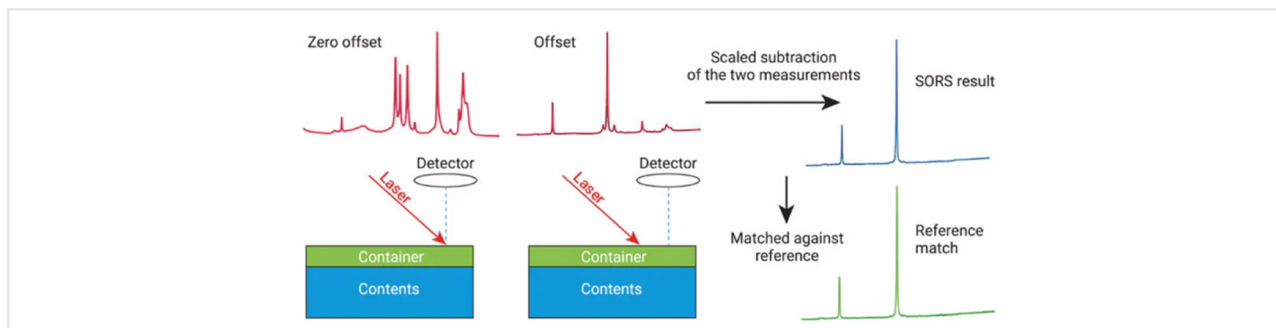 Zero offset
Offset
Scaled subtraction
of the two measurements
SORS result
Detector
Laser
Container
Contents
Detector
Laser
Container
Contents
Matched against
reference
Reference
match